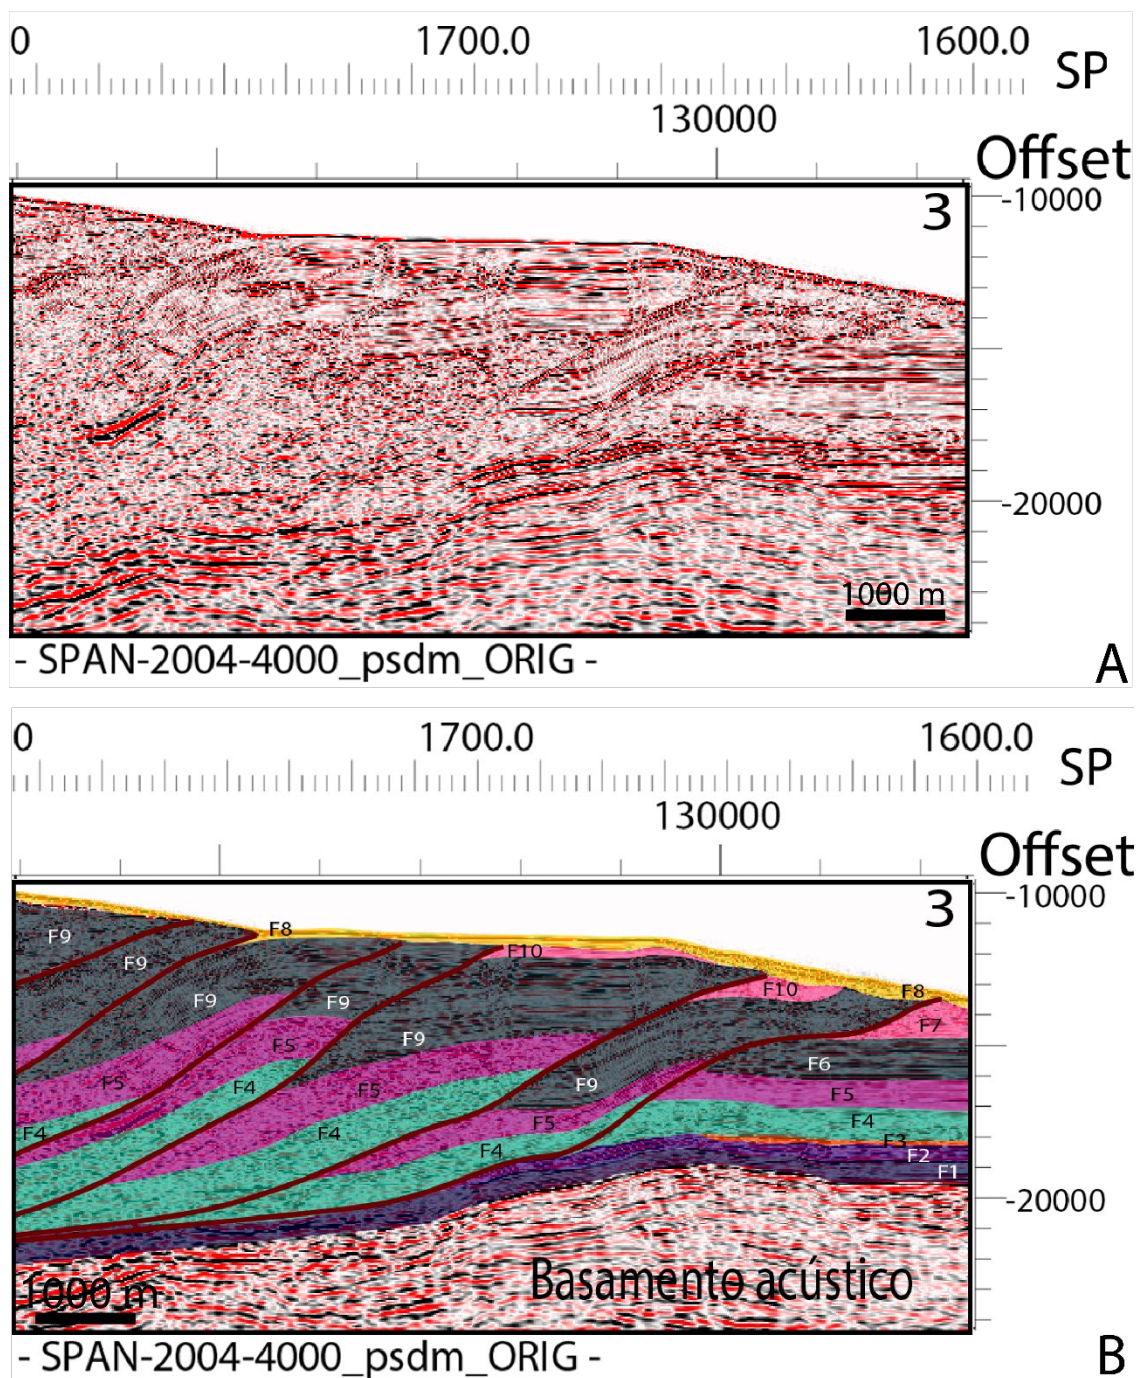 0 1700.0 1600.0
SP
130000
Offset
3 -10000
-20000
1000 m
- SPAN-2004-4000_psdm_ORIG -
A
0 1700.0 1600.0
SP
130000
Offset
-10000
3
F8
F9
F10
F9
F10 F8
F9 F9
F7
F9
F5
F6
F5 F4 F5 F9 F5
F4 F4 F5 F4
F4 F3
F2
F1
-20000
Basamento acústico
1000 m
- SPAN-2004-4000_psdm_ORIG -
B